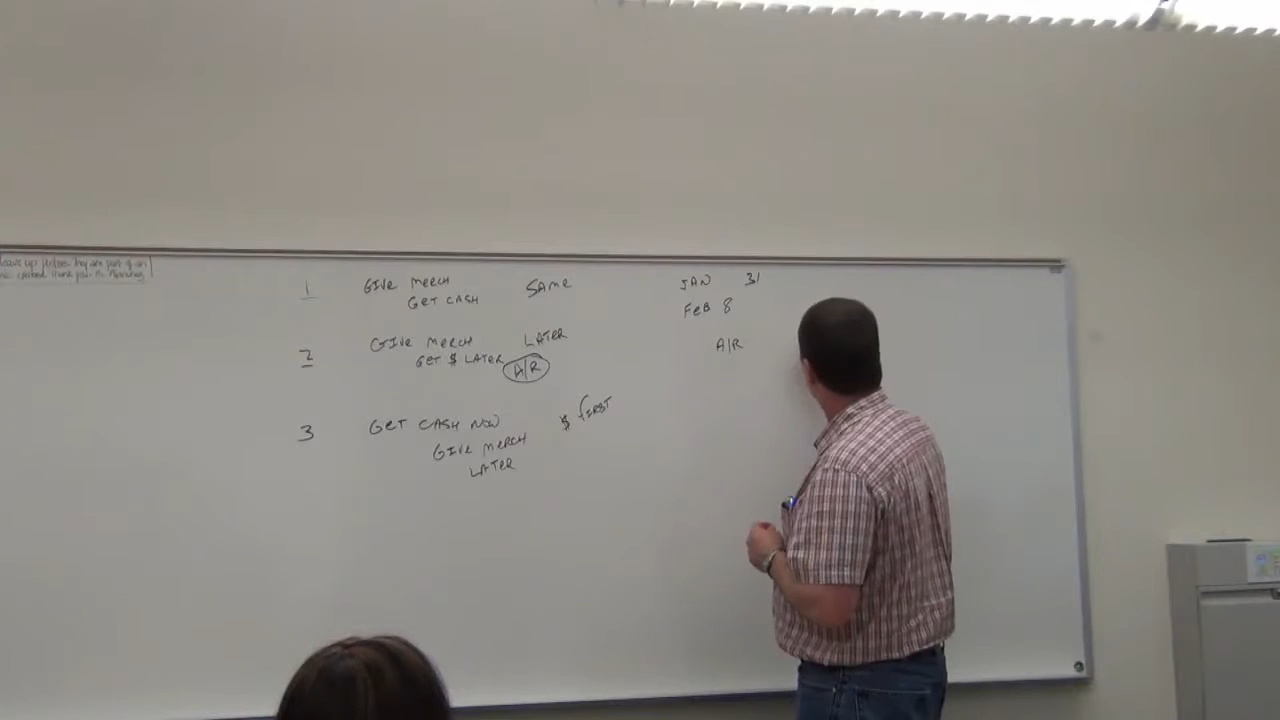 1 GIVE MERCH SAME
GET CASH
2 GIVE MERCH LATER
GET $ LATER A/R
3 GET CASH NOW $ FIRST
GIVE MERCH
LATER
JAN 31
FEB 8
A/R